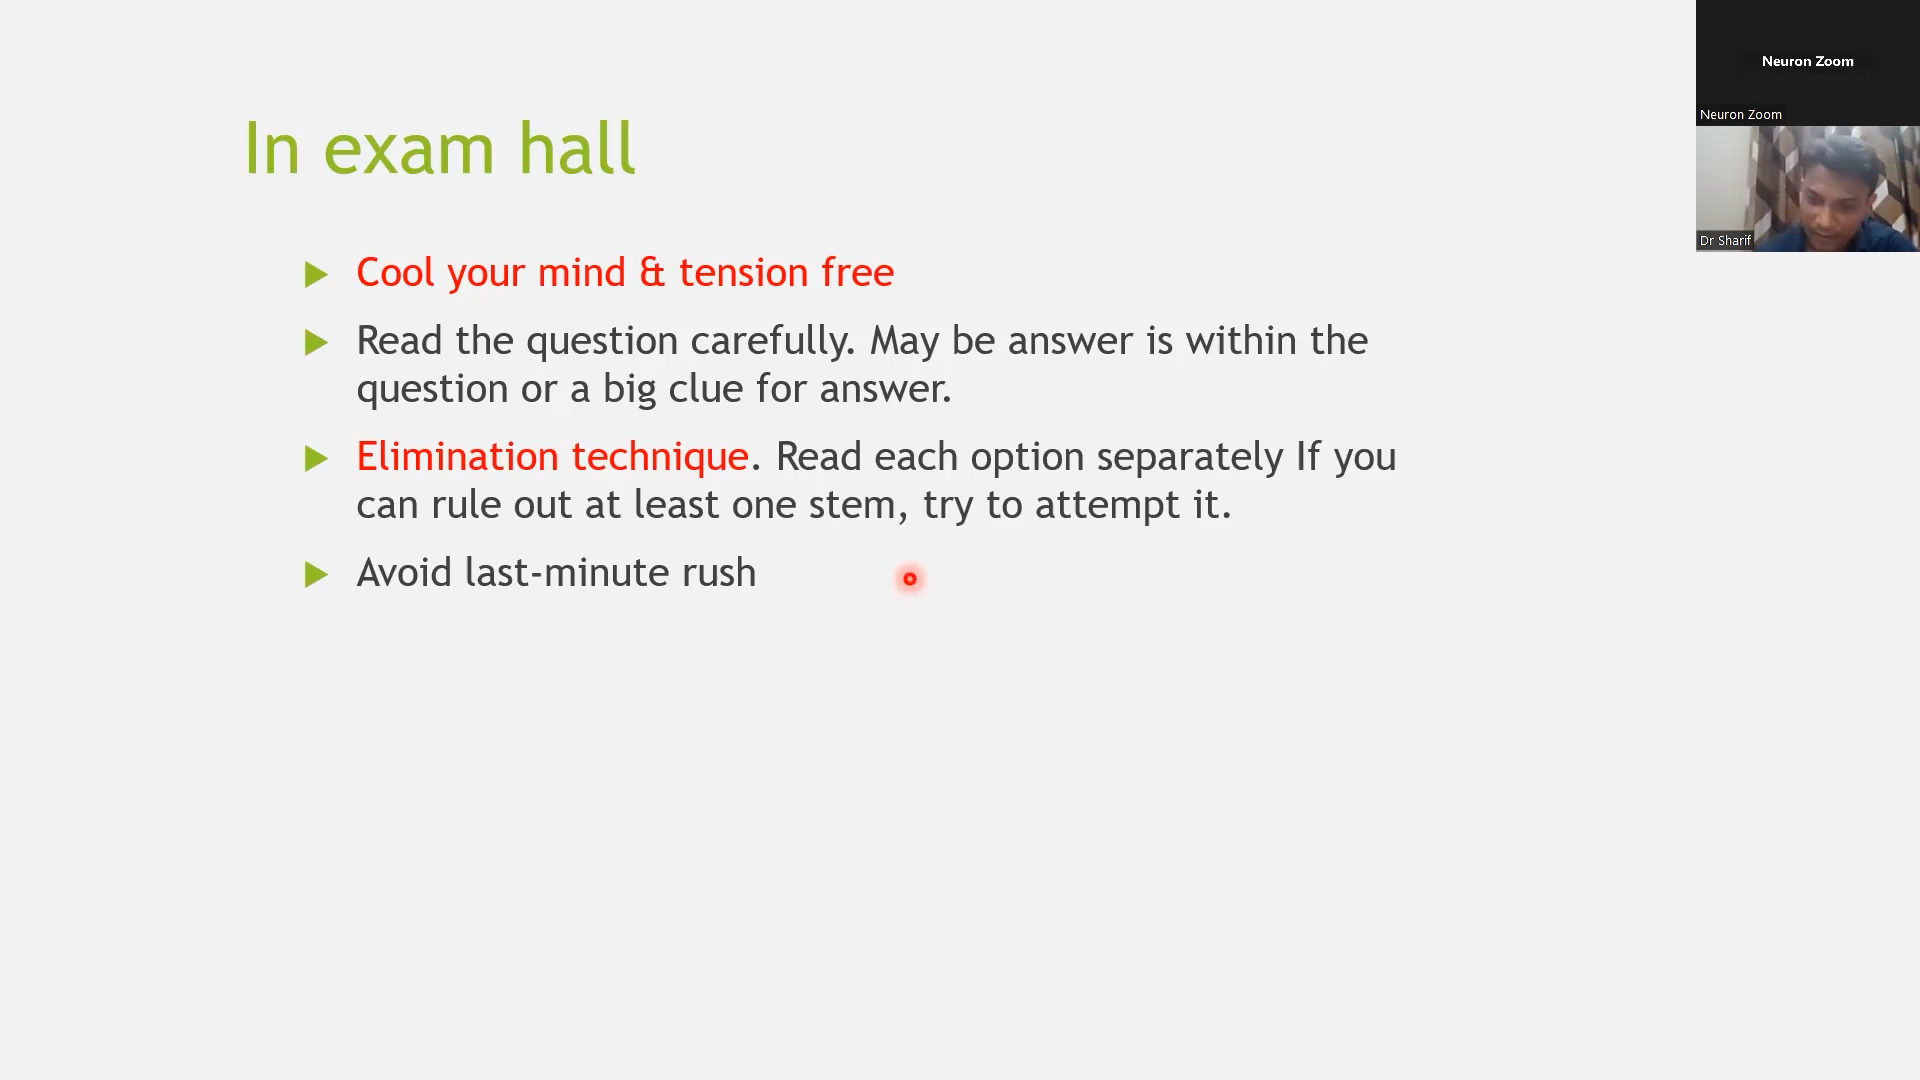 Neuron Zoom
Neuron Zoom
Dr Sharif
In exam hall
Cool your mind & tension free
Read the question carefully. May be answer is within the
question or a big clue for answer.
Elimination technique. Read each option separately If you
can rule out at least one stem, try to attempt it.
Avoid last-minute rush